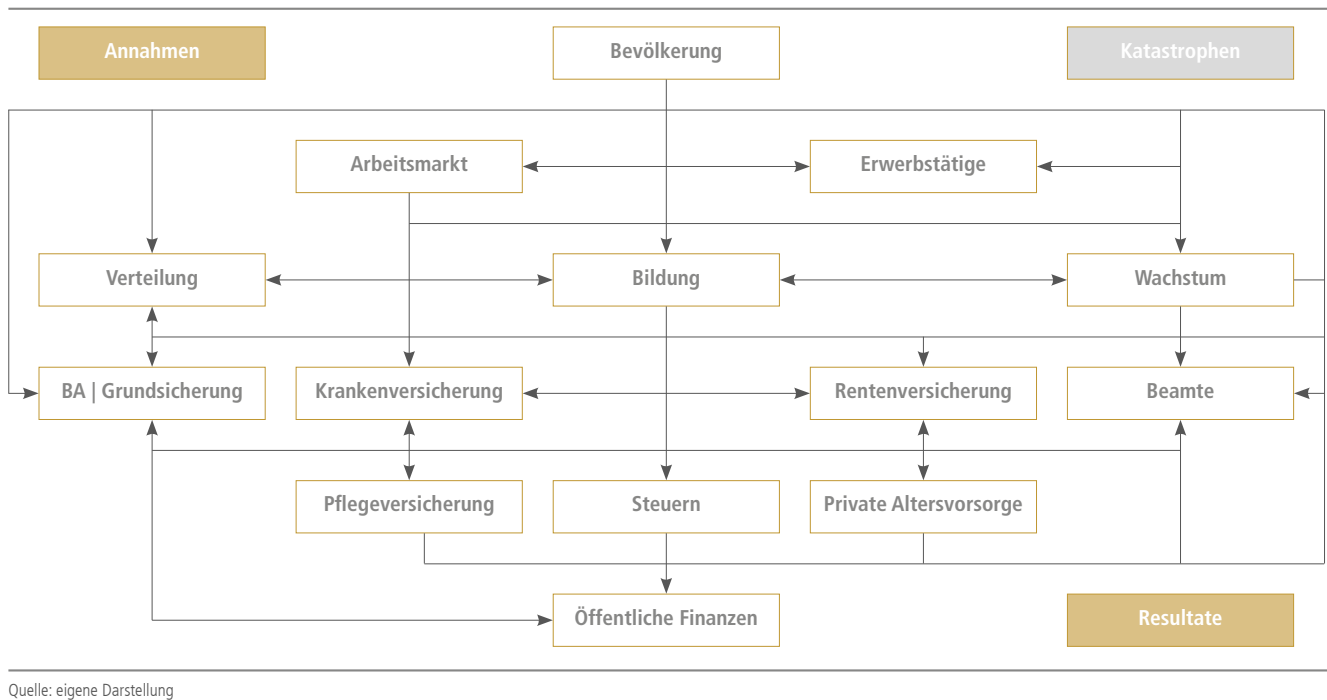 Annahmen
Bevölkerung
Katastrophen
Arbeitsmarkt
Erwerbstätige
Verteilung
Bildung
Wachstum
BA | Grundsicherung
Krankenversicherung
Rentenversicherung
Beamte
Pflegeversicherung
Steuern
Private Altersvorsorge
Öffentliche Finanzen
Resultate
Quelle: eigene Darstellung